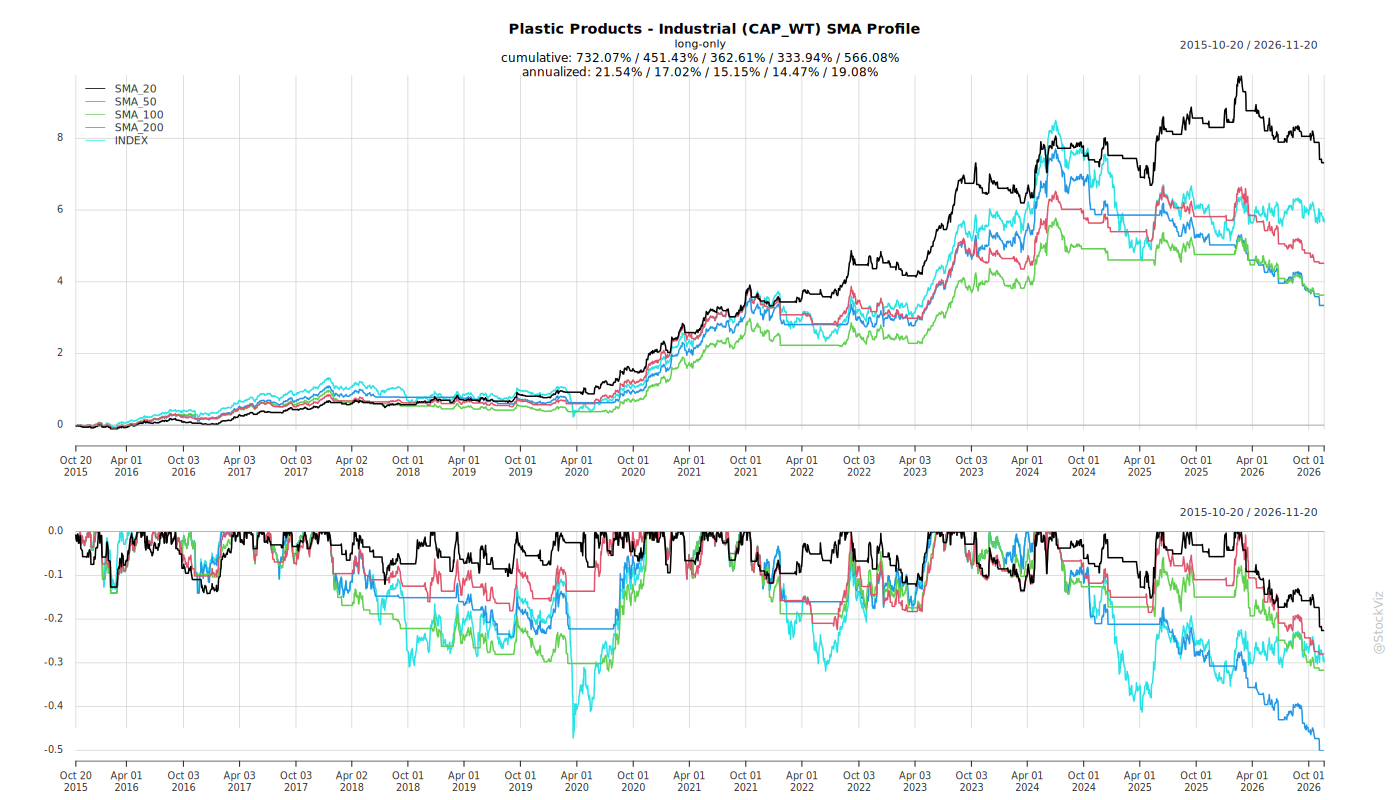 Plastic Products - Industrial (CAP_WT) SMA Profile
long-only
cumulative: 732.07% / 451.43% / 362.61% / 333.94% / 566.08%
annualized: 21.54% / 17.02% / 15.15% / 14.47% / 19.08%
2015-10-20 / 2026-11-20
SMA_20
SMA_50
SMA_100
SMA_200
INDEX
8
6
4
2
0
Oct 20 Apr 01 Oct 03 Apr 03 Oct 03 Apr 02 Oct 01 Apr 01 Oct 01 Apr 01 Oct 01 Apr 01 Oct 01 Apr 01 Oct 03 Apr 03 Oct 03 Apr 01 Oct 01 Apr 01 Oct 01 Apr 01 Oct 01
2015 2016 2016 2017 2017 2018 2018 2019 2019 2020 2020 2021 2021 2022 2022 2023 2023 2024 2024 2025 2025 2026 2026
2015-10-20 / 2026-11-20
0.0
-0.1
-0.2
-0.3
-0.4
-0.5
Oct 20 Apr 01 Oct 03 Apr 03 Oct 03 Apr 02 Oct 01 Apr 01 Oct 01 Apr 01 Oct 01 Apr 01 Oct 01 Apr 01 Oct 03 Apr 03 Oct 03 Apr 01 Oct 01 Apr 01 Oct 01 Apr 01 Oct 01
2015 2016 2016 2017 2017 2018 2018 2019 2019 2020 2020 2021 2021 2022 2022 2023 2023 2024 2024 2025 2025 2026 2026
@StockViz